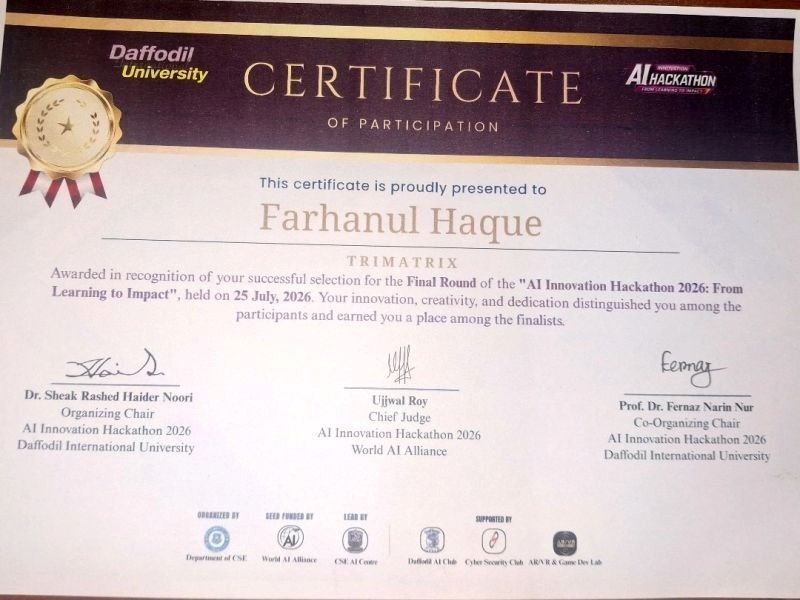 Daffodil
University
CERTIFICATE
OF PARTICIPATION
INNOVATION
AI HACKATHON
FROM LEARNING TO IMPACT
This certificate is proudly presented to
Farhanul Haque
TRIMATRIX
Awarded in recognition of your successful selection for the Final Round of the "AI Innovation Hackathon 2026: From
Learning to Impact", held on 25 July, 2026. Your innovation, creativity, and dedication distinguished you among the
participants and earned you a place among the finalists.
Fernaz
Dr. Sheak Rashed Haider Noori
Organizing Chair
AI Innovation Hackathon 2026
Daffodil International University
Ujjwal Roy
Chief Judge
AI Innovation Hackathon 2026
World AI Alliance
Prof. Dr. Fernaz Narin Nur
Co-Organizing Chair
AI Innovation Hackathon 2026
Daffodil International University
ORGANIZED BY
Department of CSE
SEED FUNDED BY
AI
World AI Alliance
LEAD BY
CSE AI Centre
SUPPORTED BY
Daffodil AI Club
Cyber Security Club
AR/VR
AR/VR & Game Dev Lab